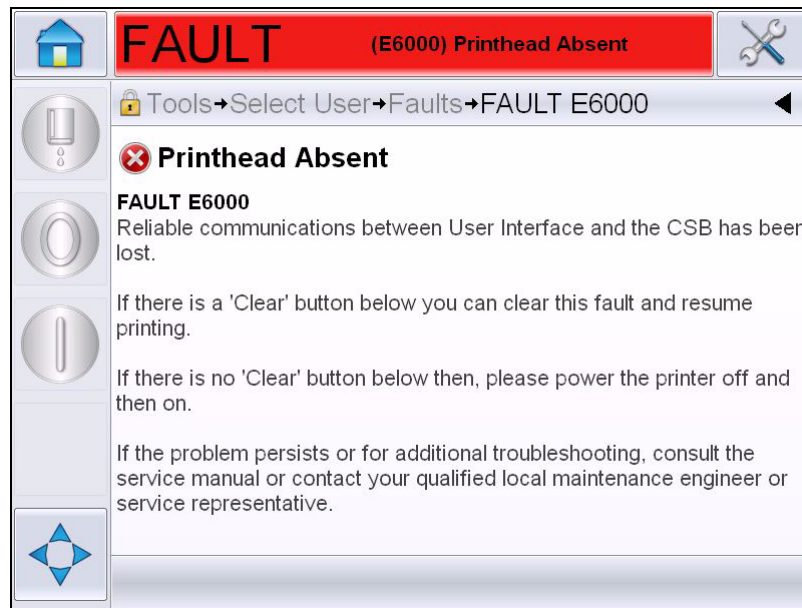 FAULT (E6000) Printhead Absent
Tools→Select User→Faults→FAULT E6000
Printhead Absent
FAULT E6000
Reliable communications between User Interface and the CSB has been
lost.
If there is a 'Clear' button below you can clear this fault and resume
printing.
If there is no 'Clear' button below then, please power the printer off and
then on.
If the problem persists or for additional troubleshooting, consult the
service manual or contact your qualified local maintenance engineer or
service representative.